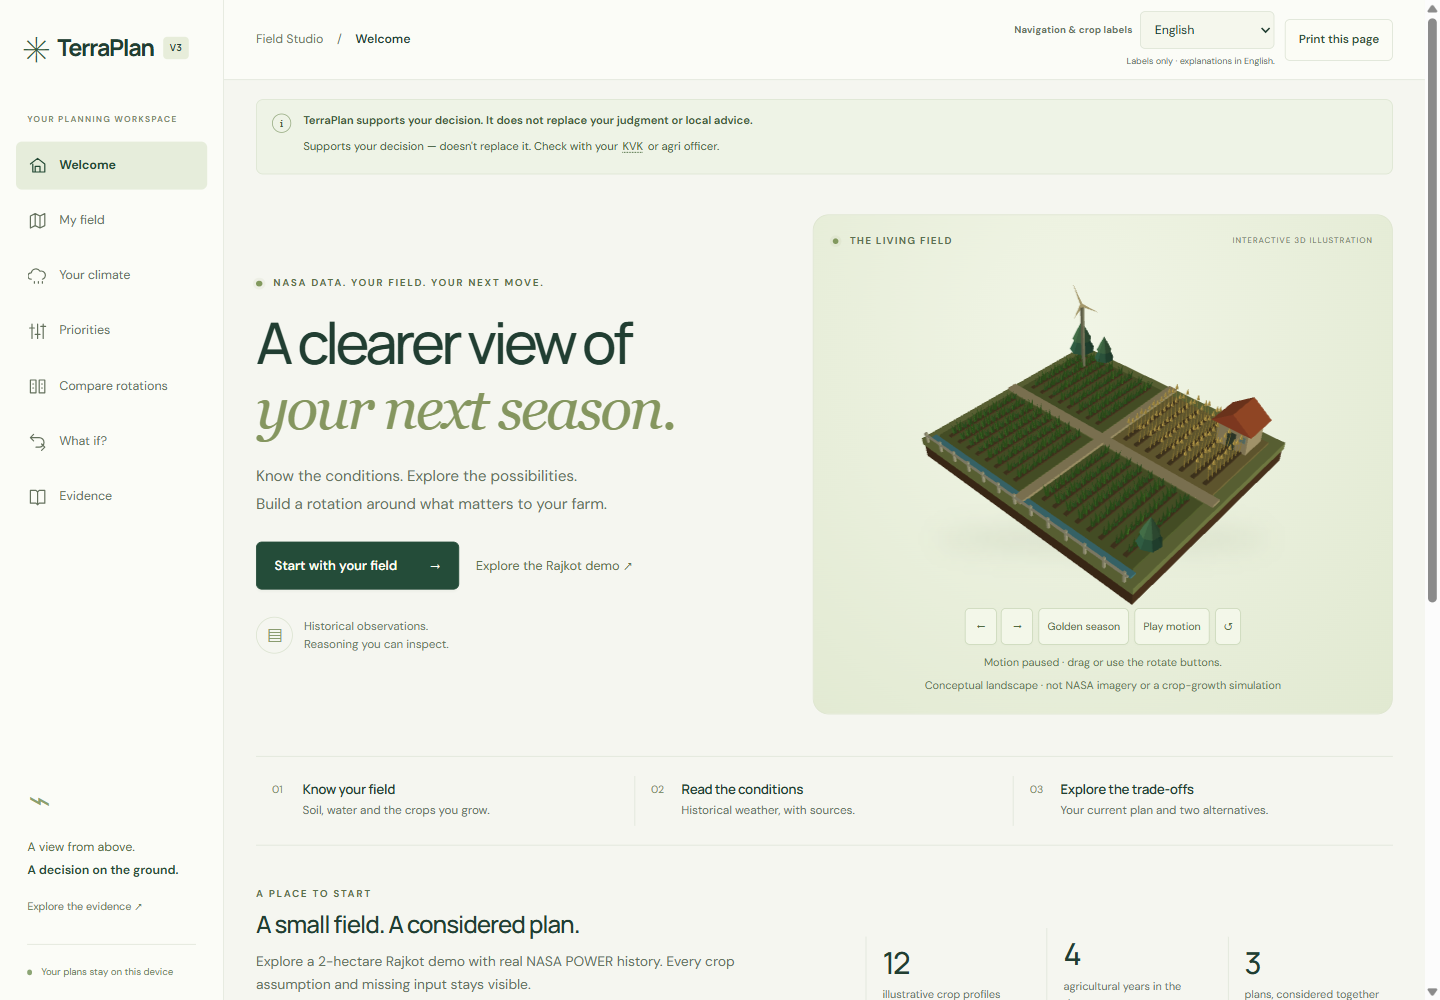 TerraPlan V3
YOUR PLANNING WORKSPACE
Welcome
My field
Your climate
Priorities
Compare rotations
What if?
Evidence
A view from above.
A decision on the ground.
Explore the evidence ↗
Your plans stay on this device
Field Studio / Welcome
Navigation & crop labels English
Labels only · explanations in English.
Print this page
TerraPlan supports your decision. It does not replace your judgment or local advice.
Supports your decision — doesn't replace it. Check with your KVK or agri officer.
NASA DATA. YOUR FIELD. YOUR NEXT MOVE.
A clearer view of
your next season.
Know the conditions. Explore the possibilities.
Build a rotation around what matters to your farm.
Start with your field →
Explore the Rajkot demo ↗
Historical observations.
Reasoning you can inspect.
THE LIVING FIELD
INTERACTIVE 3D ILLUSTRATION
← → Golden season Play motion ↺
Motion paused · drag or use the rotate buttons.
Conceptual landscape · not NASA imagery or a crop-growth simulation
01 Know your field
Soil, water and the crops you grow.
02 Read the conditions
Historical weather, with sources.
03 Explore the trade-offs
Your current plan and two alternatives.
A PLACE TO START
A small field. A considered plan.
Explore a 2-hectare Rajkot demo with real NASA POWER history. Every crop
assumption and missing input stays visible.
12
illustrative crop profiles
4
agricultural years in the
3
plans, considered together